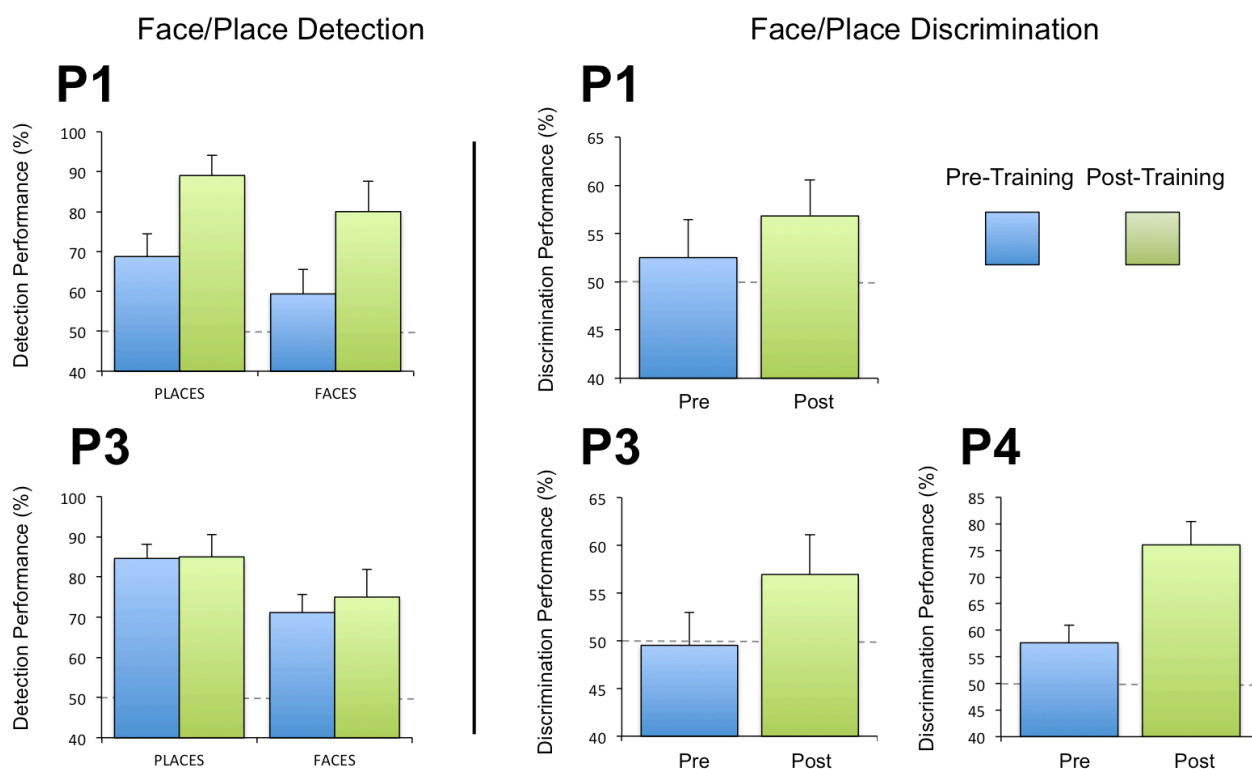 Face/Place Detection
Face/Place Discrimination
P1
Detection Performance (%)
100
90
80
70
60
50
40
PLACES FACES
P1
Discrimination Performance (%)
65
60
55
50
45
40
Pre Post
Pre-Training Post-Training
P3
Detection Performance (%)
100
90
80
70
60
50
40
PLACES FACES
P3
Discrimination Performance (%)
65
60
55
50
45
40
Pre Post
P4
Discrimination Performance (%)
85
80
75
70
65
60
55
50
45
40
Pre Post